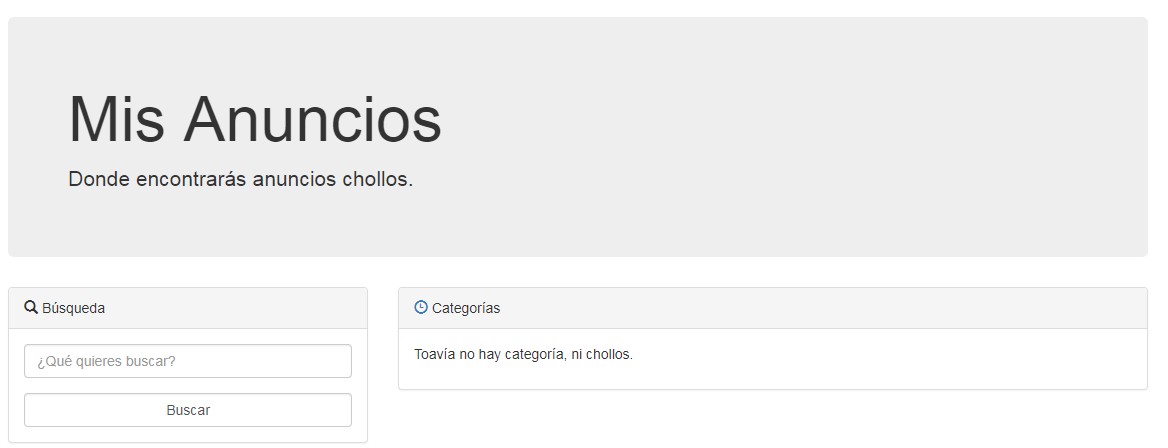 Mis Anuncios
Donde encontrarás anuncios chollos.
Búsqueda
¿Qué quieres buscar?
Buscar
Categorías
Toavía no hay categoría, ni chollos.